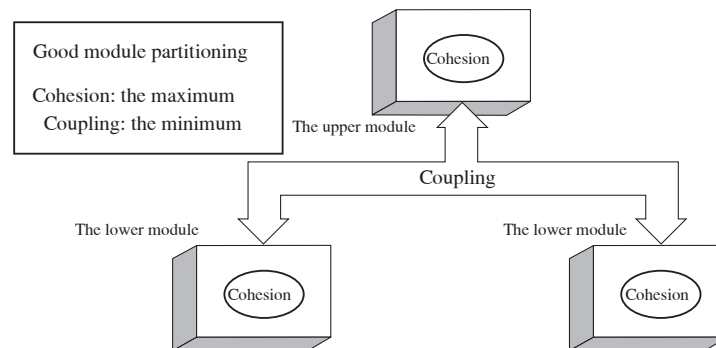 Good module partitioning
Cohesion: the maximum
Coupling: the minimum
Cohesion
The upper module
Coupling
The lower module
The lower module
Cohesion
Cohesion